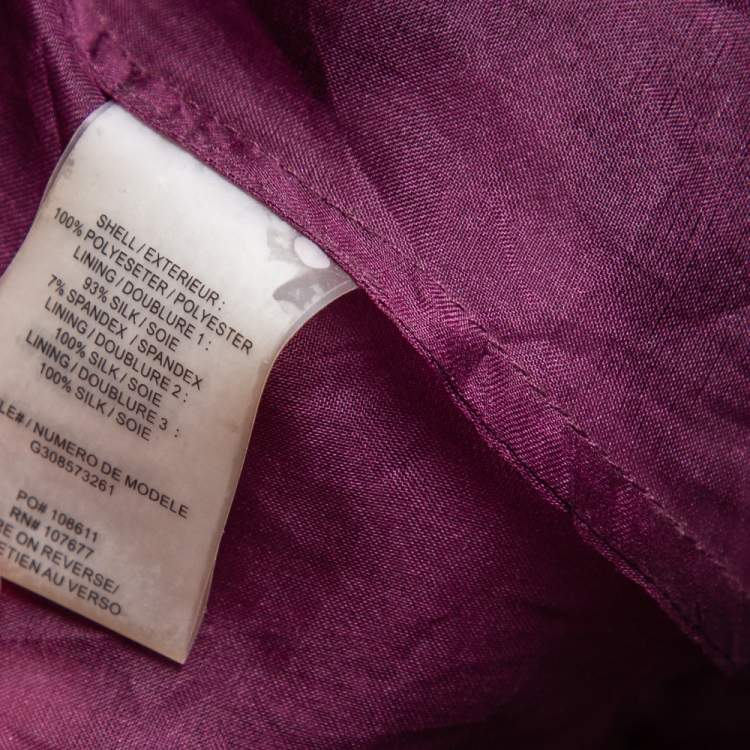 SHELL / EXTERIEUR :
100% POLYESETER / POLYESTER
LINING / DOUBLURE 1 :
93% SILK / SOIE
7% SPANDEX / SPANDEX
LINING / DOUBLURE 2 :
100% SILK / SOIE
LINING / DOUBLURE 3 :
100% SILK / SOIE
LE# / NUMERO DE MODELE
G308573261
PO# 108611
RN# 107677
RE ON REVERSE/
ETIEN AU VERSO